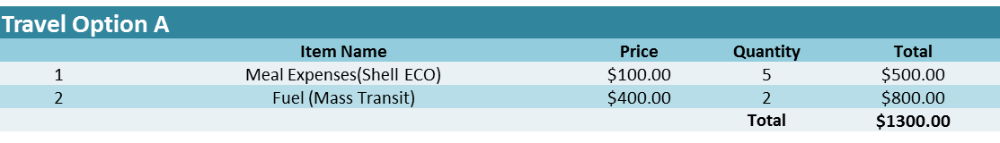 Travel Option A
Item Name Price Quantity Total
1 Meal Expenses(Shell ECO) $100.00 5 $500.00
2 Fuel (Mass Transit) $400.00 2 $800.00
Total $1300.00